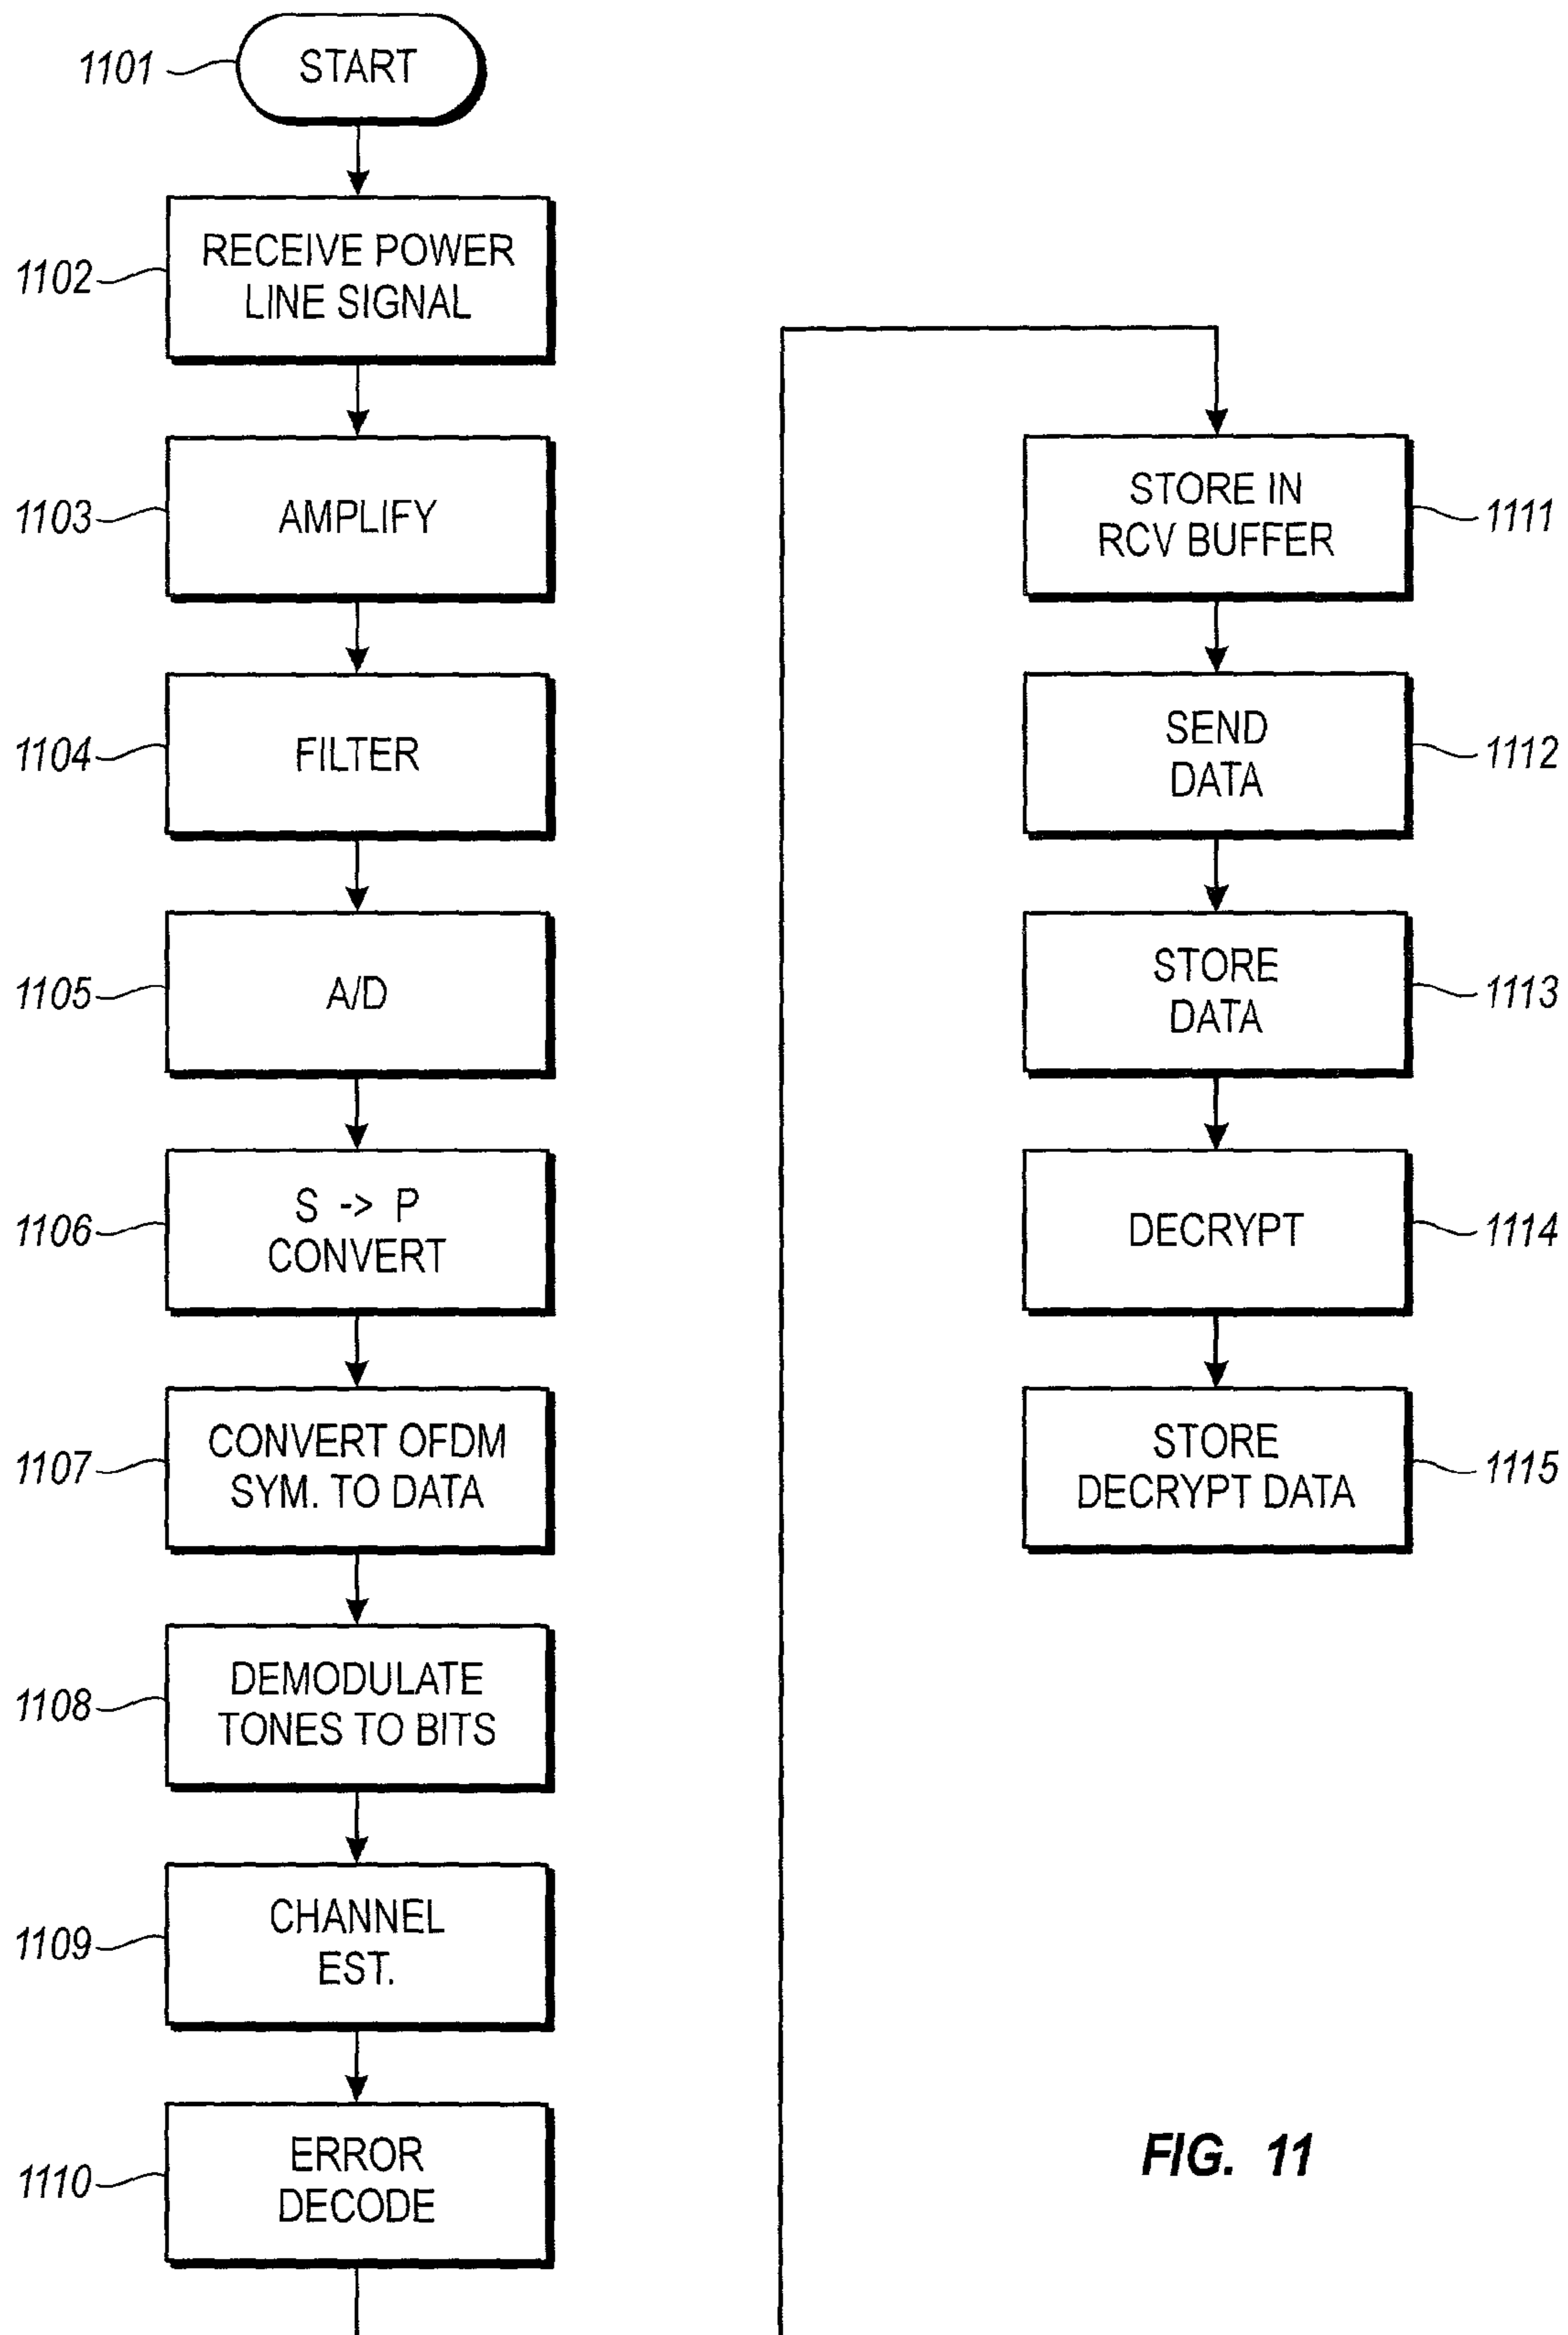 1101
START
1102
RECEIVE POWER
LINE SIGNAL
1103
AMPLIFY
1104
FILTER
1105
A/D
1106
S -> P
CONVERT
1107
CONVERT OFDM
SYM. TO DATA
1108
DEMODULATE
TONES TO BITS
1109
CHANNEL
EST.
1110
ERROR
DECODE
STORE IN
RCV BUFFER
1111
SEND
DATA
1112
STORE
DATA
1113
DECRYPT
1114
STORE
DECRYPT DATA
1115
FIG. 11